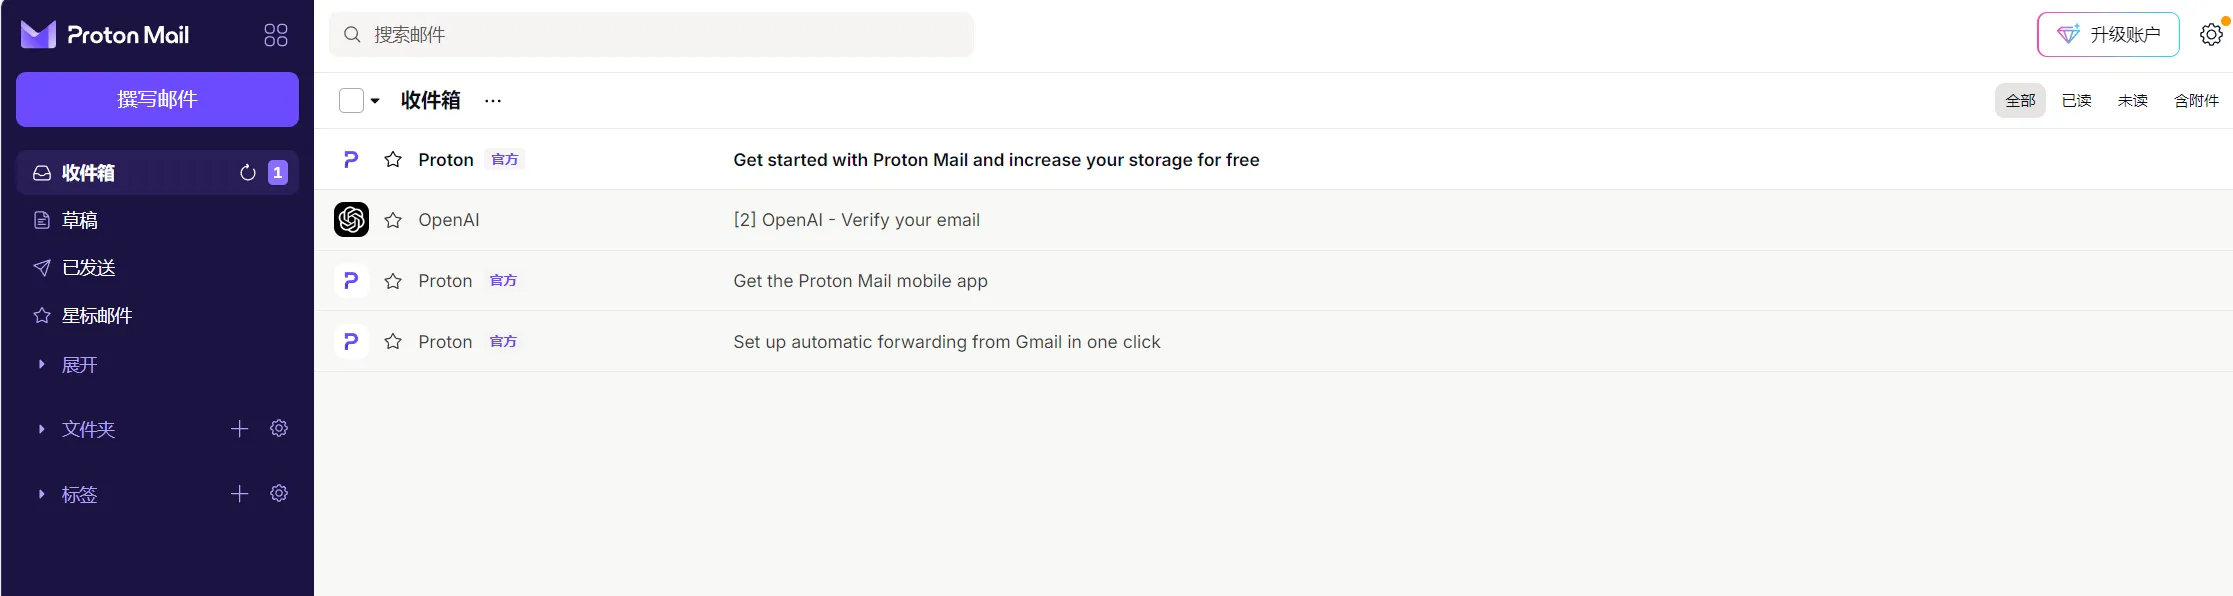 Proton Mail
搜索邮件
升级账户
撰写邮件
收件箱 1
草稿
已发送
星标邮件
展开
文件夹
标签
收件箱 ...
全部 已读 未读 含附件
Proton 官方 Get started with Proton Mail and increase your storage for free
OpenAI [2] OpenAI - Verify your email
Proton 官方 Get the Proton Mail mobile app
Proton 官方 Set up automatic forwarding from Gmail in one click